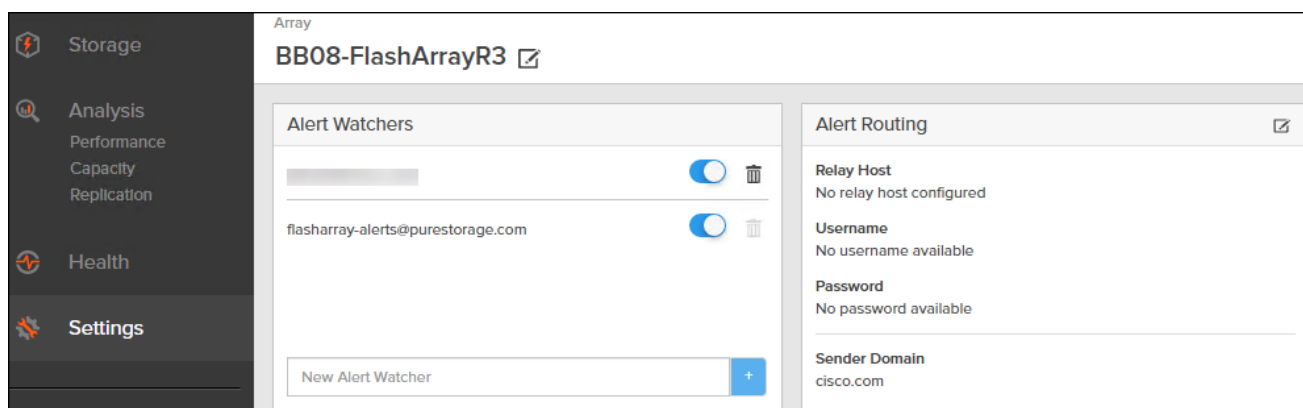 Storage
Analysis
Performance
Capacity
Replication
Health
Settings
Array
BB08-FlashArrayR3
Alert Watchers
flasharray-alerts@purestorage.com
New Alert Watcher
+
Alert Routing
Relay Host
No relay host configured
Username
No username available
Password
No password available
Sender Domain
cisco.com